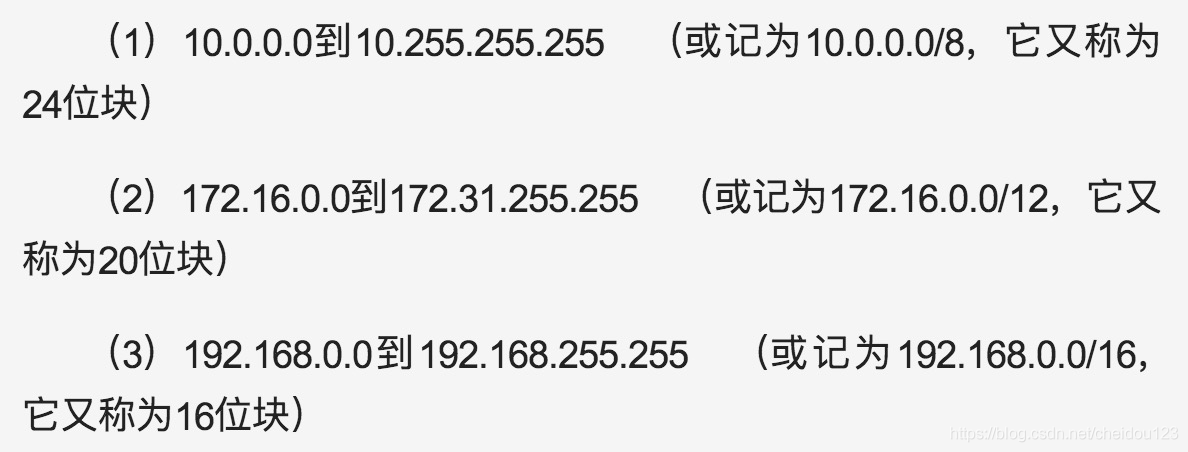 （1）10.0.0.0到10.255.255.255 （或记为10.0.0.0/8，它又称为
24位块）
（2）172.16.0.0到172.31.255.255 （或记为172.16.0.0/12，它又
称为20位块）
（3）192.168.0.0到192.168.255.255 （或记为192.168.0.0/16，
它又称为16位块）
https://blog.csdn.net/cheidou123